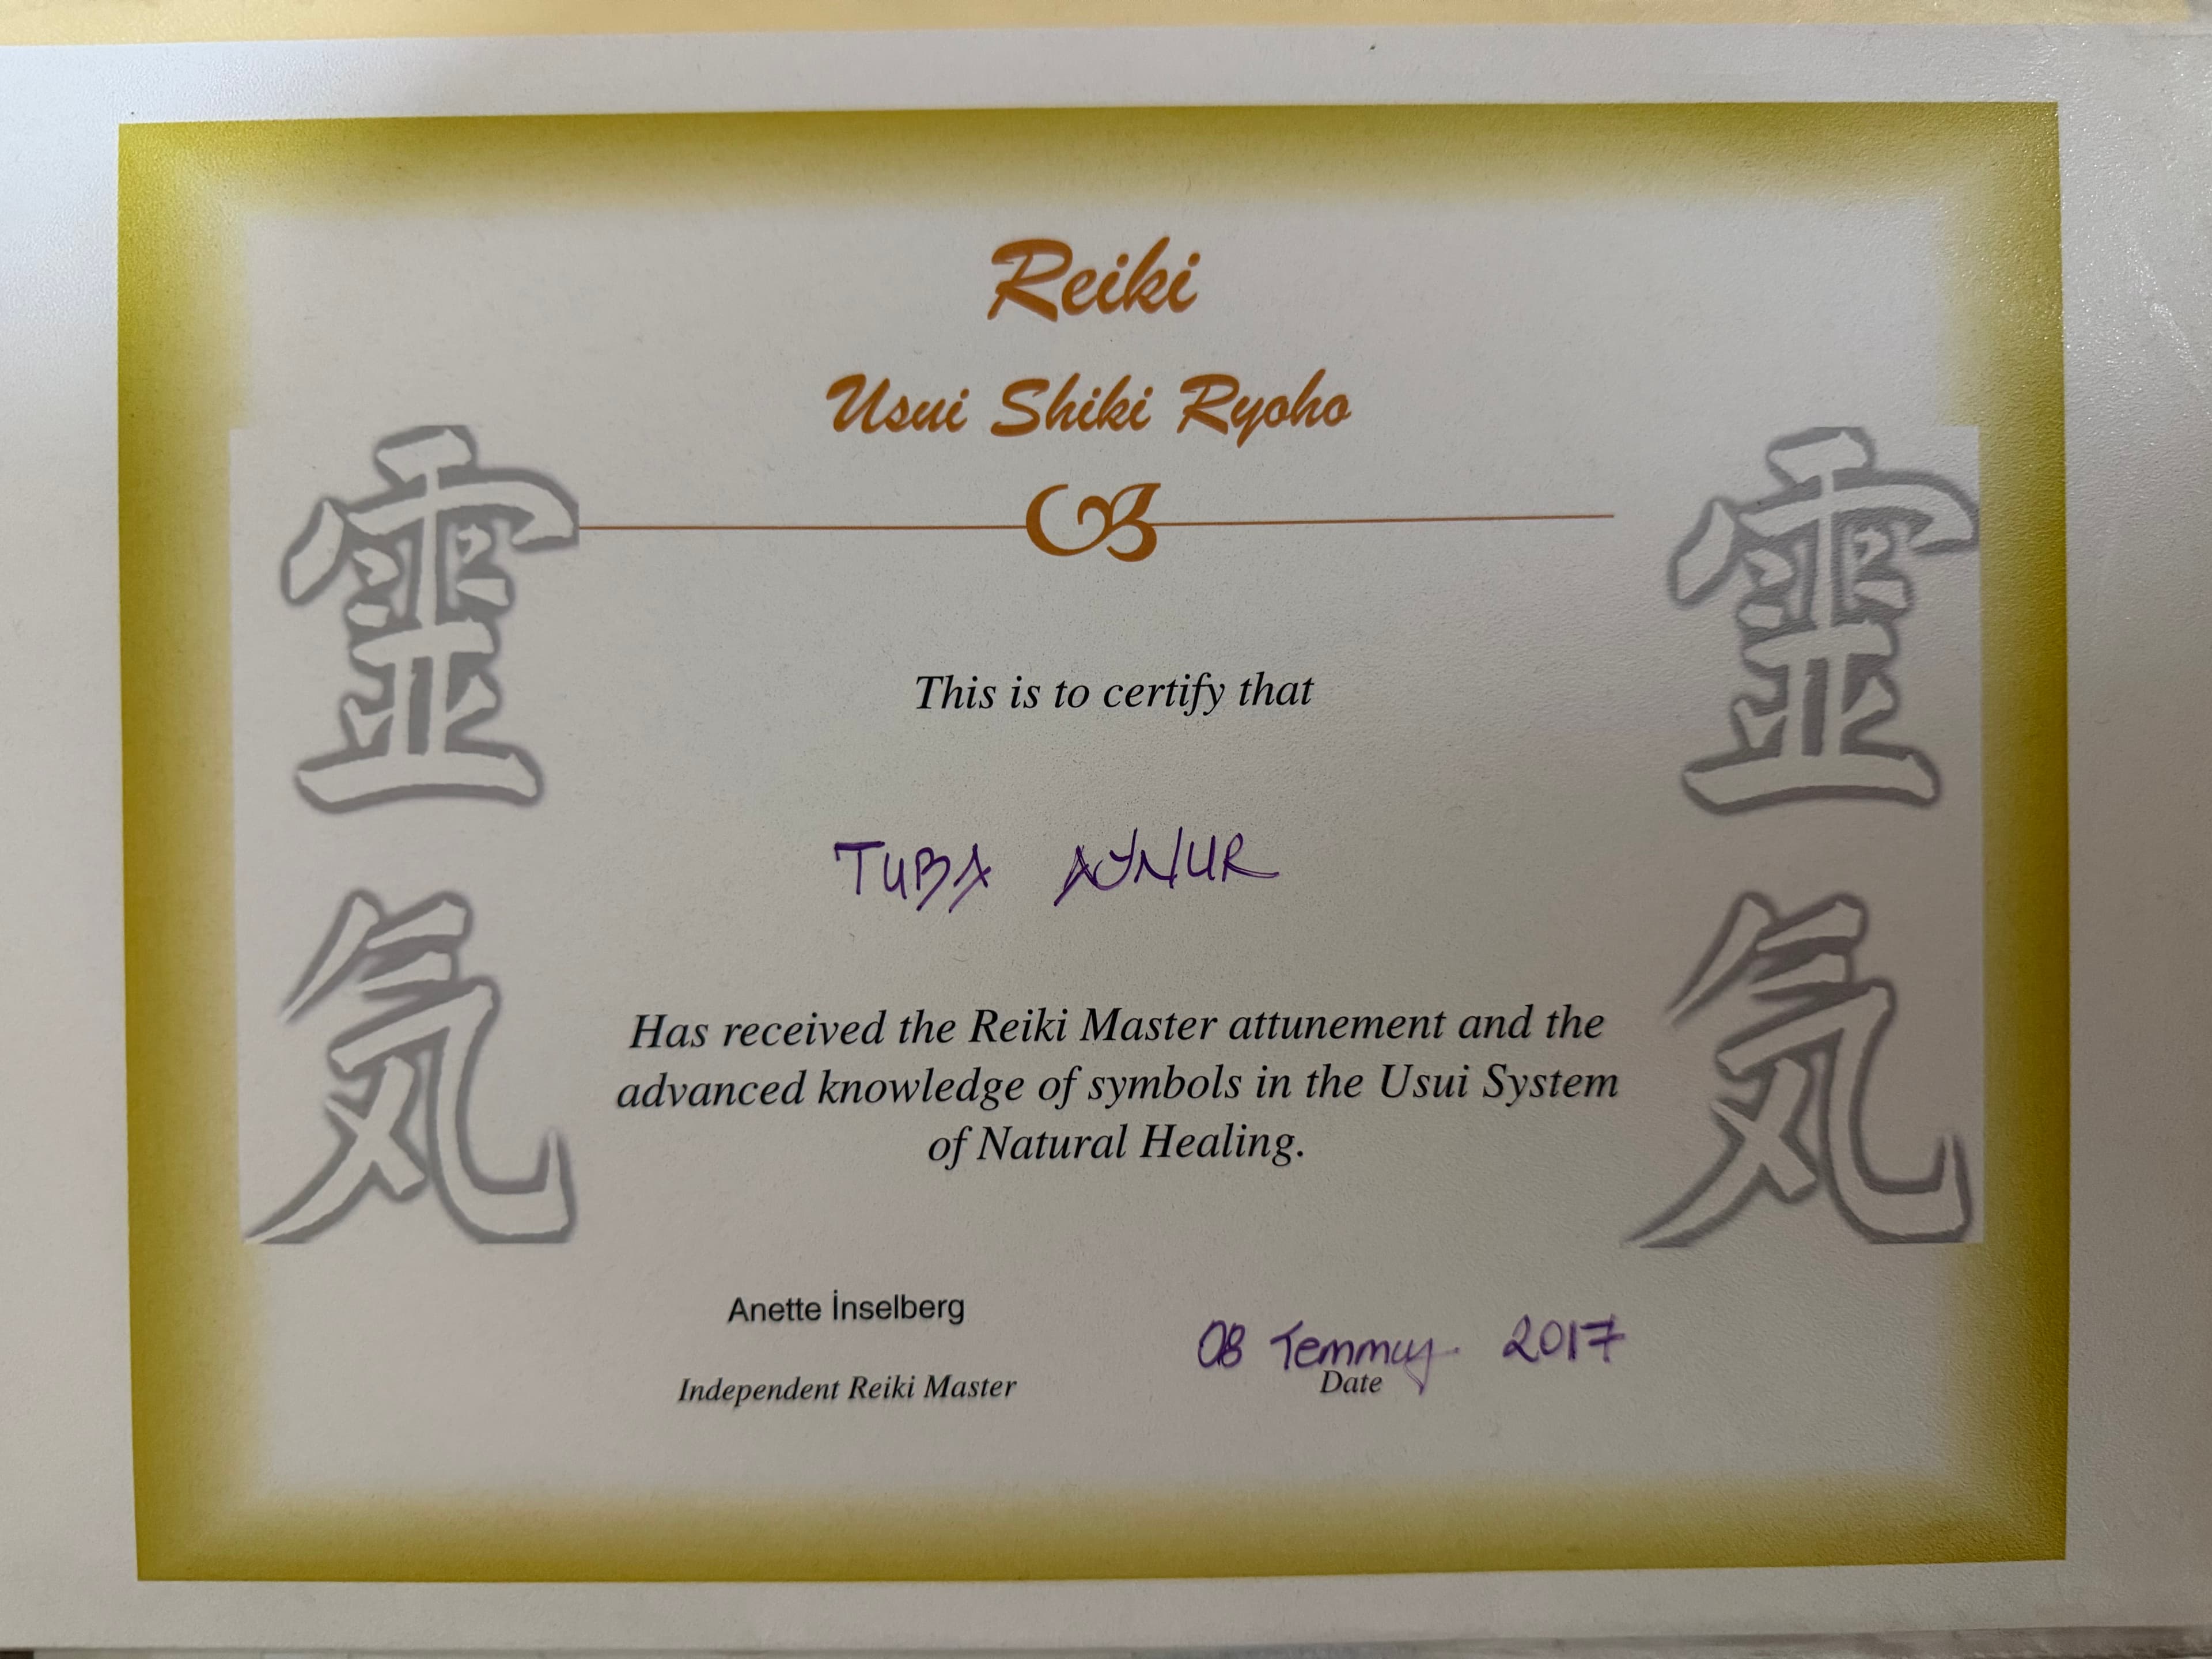 Reiki
Usui Shiki Ryoho
This is to certify that
TUBA AYNUR
Has received the Reiki Master attunement and the
advanced knowledge of symbols in the Usui System
of Natural Healing.
靈
気
靈
気
Anette İnselberg
Independent Reiki Master
08 Temmuz 2017
Date